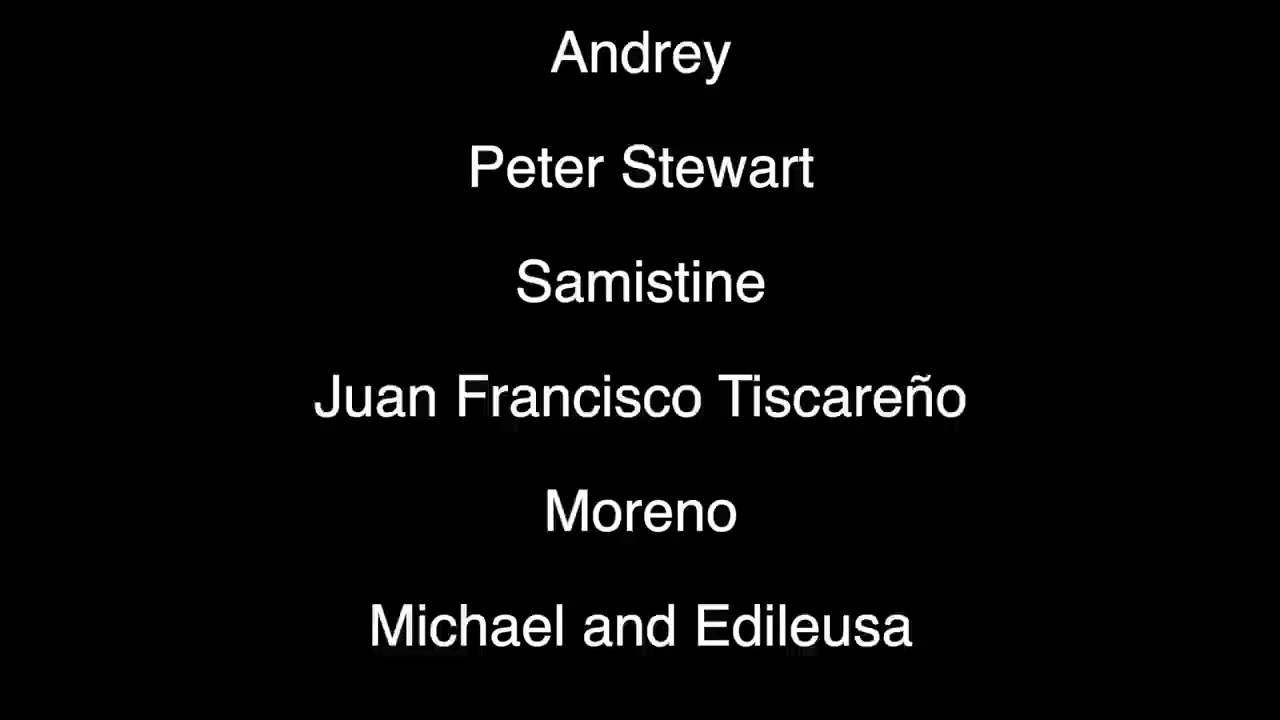 Andrey
Peter Stewart
Samistine
Juan Francisco Tiscareño
Moreno
Michael and Edileusa